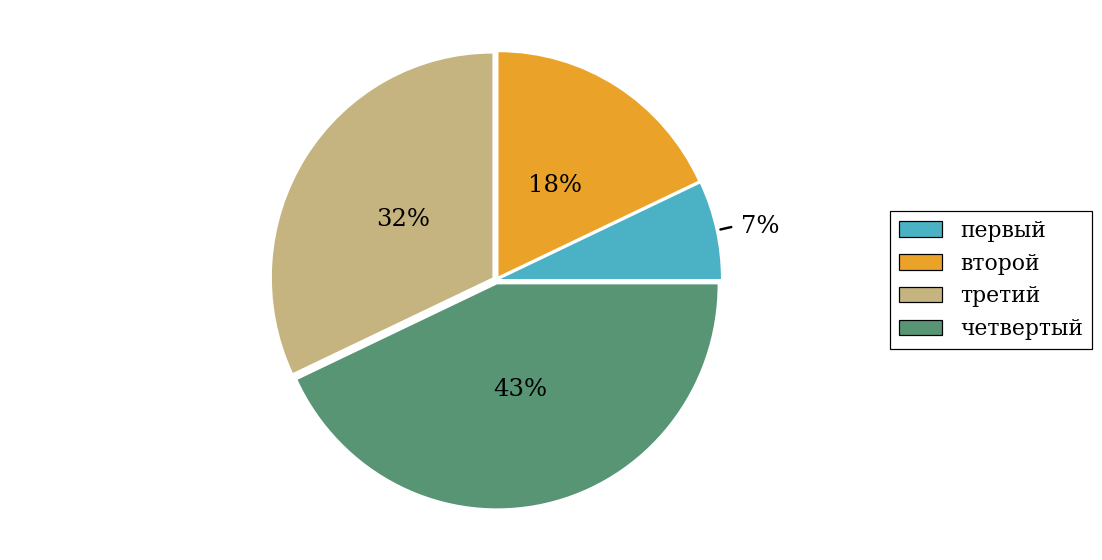 18%
32%
7%
43%
первый
второй
третий
четвертый